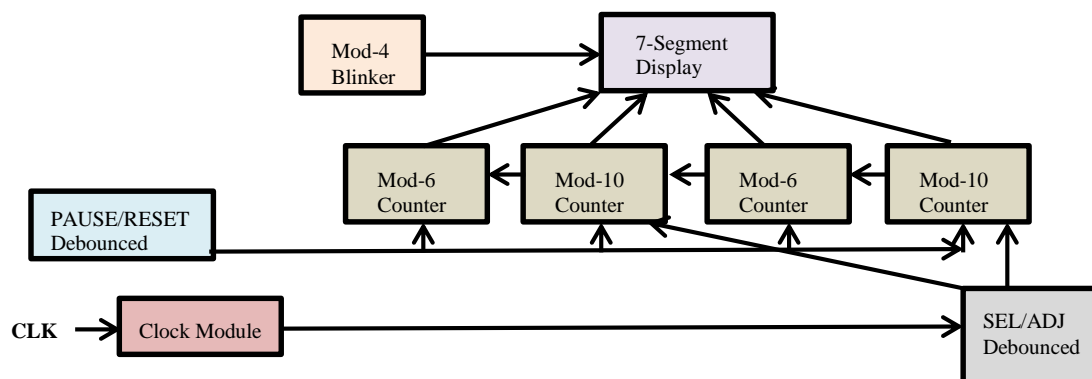 Mod-4
Blinker
7-Segment
Display
Mod-6
Counter
Mod-10
Counter
Mod-6
Counter
Mod-10
Counter
PAUSE/RESET
Debounced
CLK
Clock Module
SEL/ADJ
Debounced